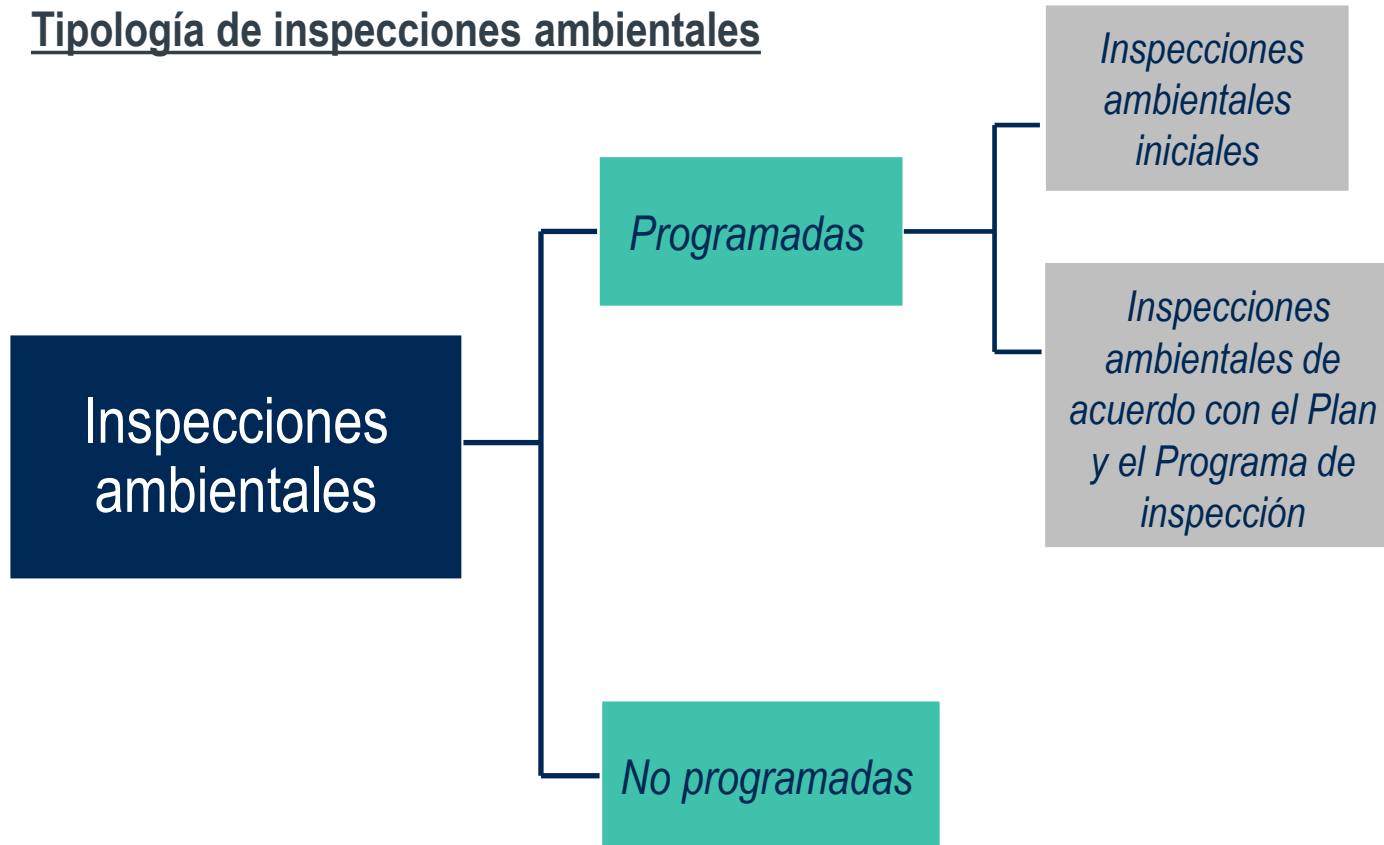 Tipología de inspecciones ambientales
Inspecciones
ambientales
Programadas
No programadas
Inspecciones
ambientales
iniciales
Inspecciones
ambientales de
acuerdo con el Plan
y el Programa de
inspección